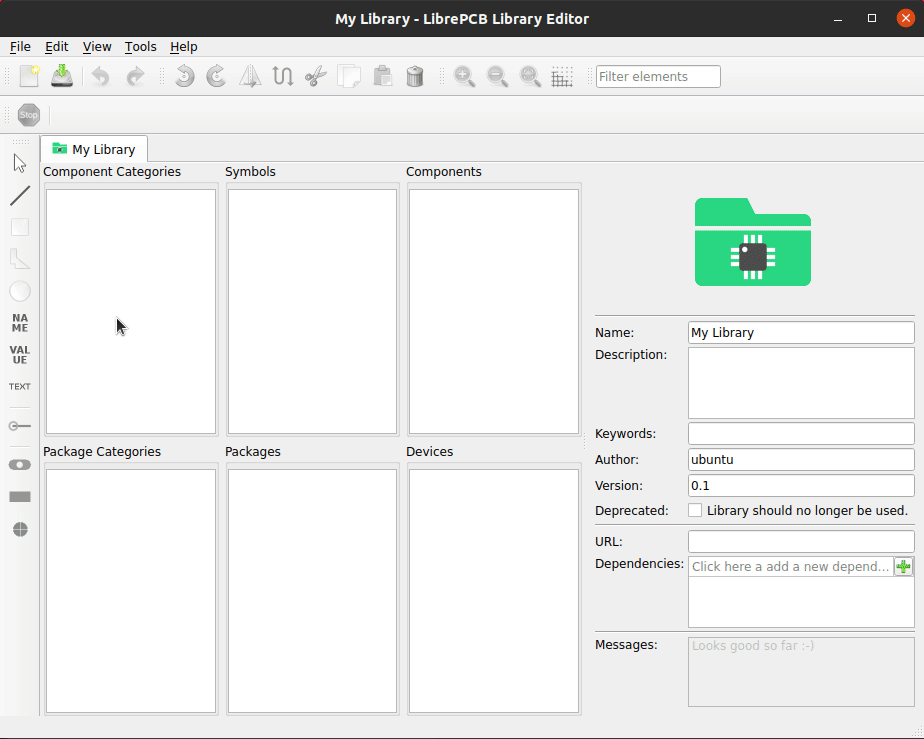 My Library - LibrePCB Library Editor
File Edit View Tools Help
Filter elements
Stop
My Library
Component Categories Symbols Components
NA
ME
VAL
UE
TEXT
Package Categories Packages Devices
Name: My Library
Description:
Keywords:
Author: ubuntu
Version: 0.1
Deprecated: Library should no longer be used.
URL:
Dependencies: Click here a add a new depend...
Messages: Looks good so far :-)